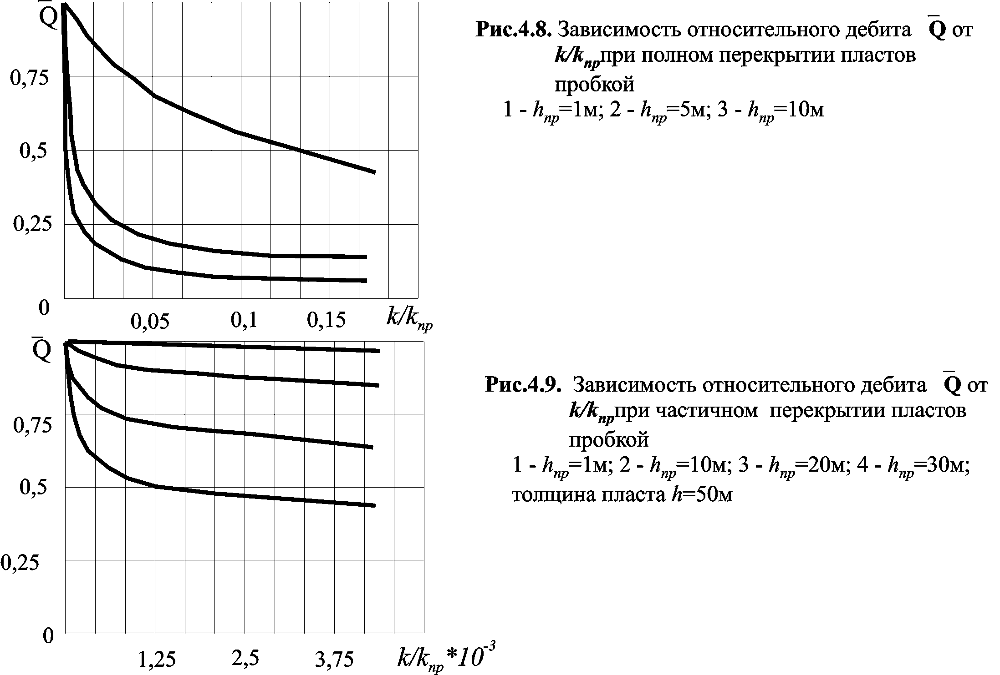 Q̅
0,75
0,5
0,25
0
0,05 0,1 0,15 k/kпр
Рис.4.8. Зависимость относительного дебита Q̅ от
k/kпрпри полном перекрытии пластов
пробкой
1 - hпр=1м; 2 - hпр=5м; 3 - hпр=10м
Q̅
0,75
0,5
0,25
0
1,25 2,5 3,75 k/kпр*10-3
Рис.4.9. Зависимость относительного дебита Q̅ от
k/kпрпри частичном перекрытии пластов
пробкой
1 - hпр=1м; 2 - hпр=10м; 3 - hпр=20м; 4 - hпр=30м;
толщина пласта h=50м